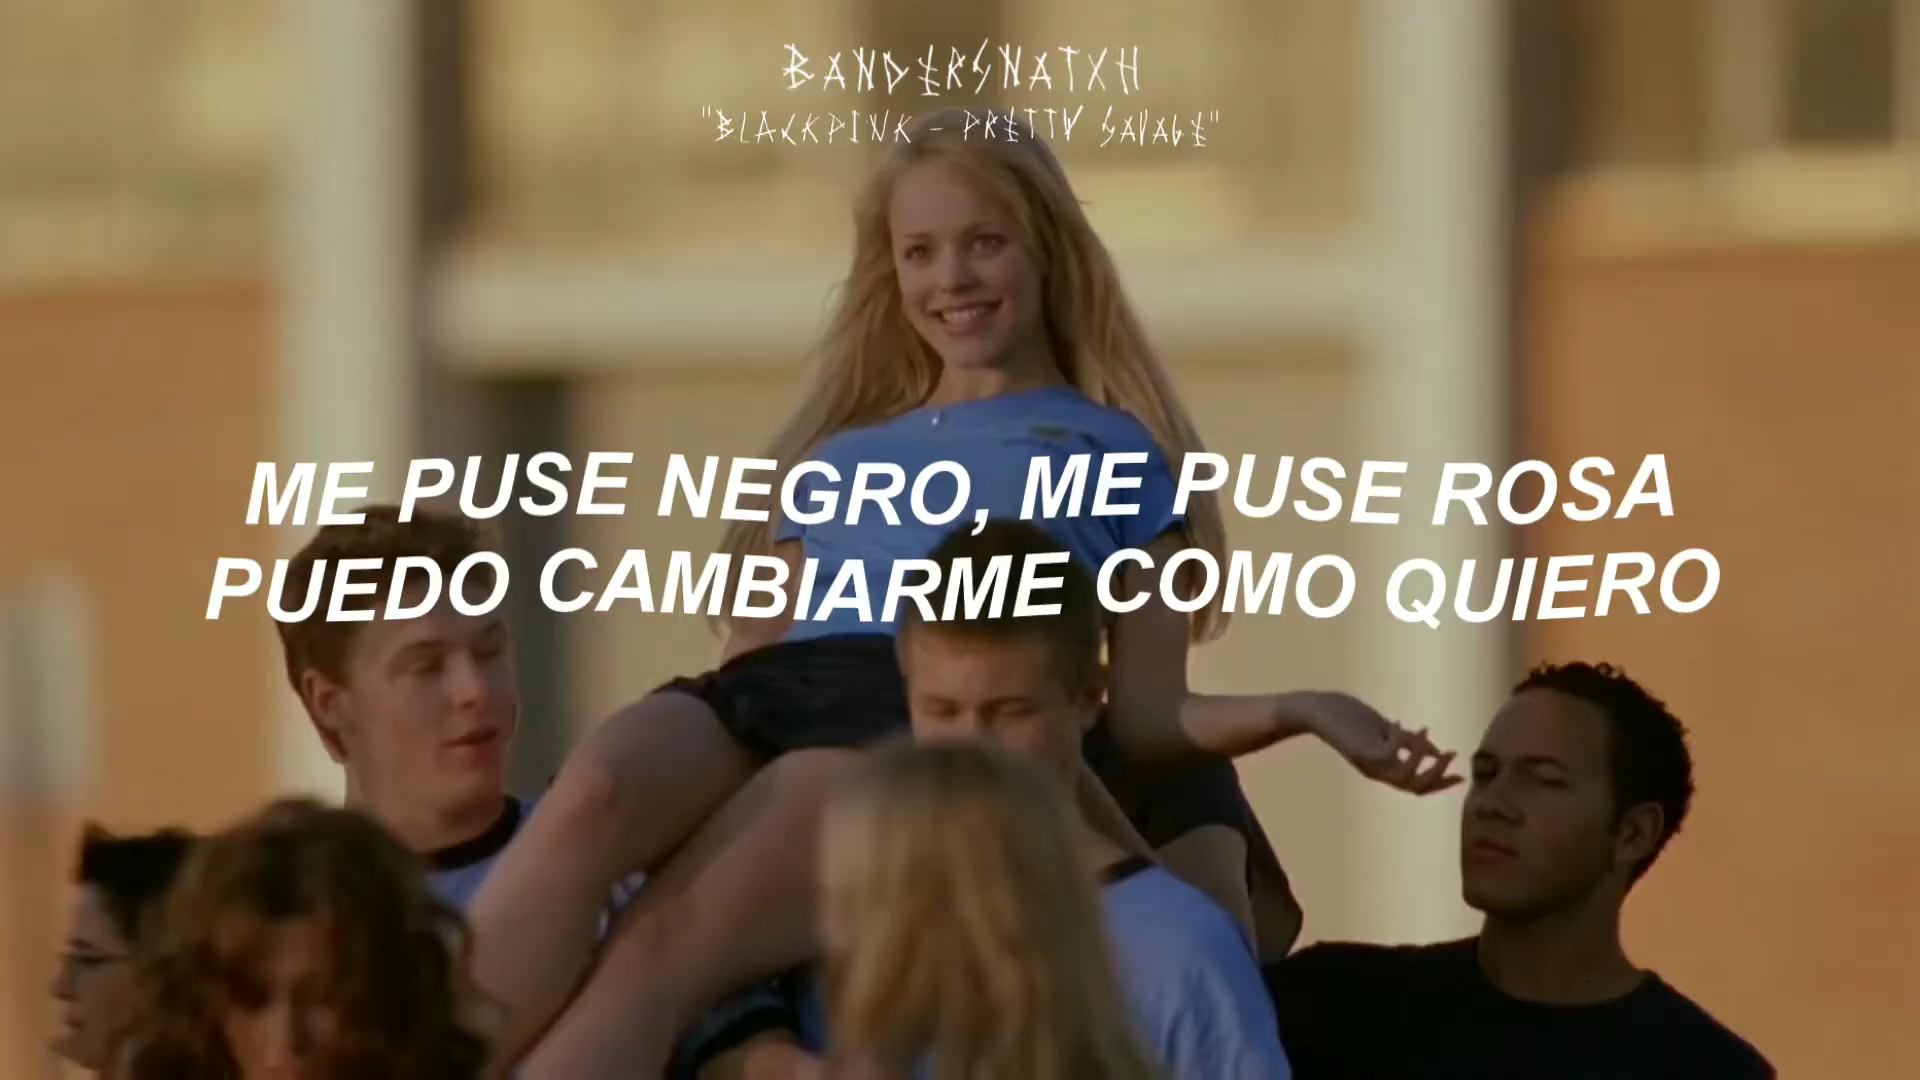 BANDERSNATXH
"BLACKPINK - PRETTY SAVAGE"
ME PUSE NEGRO, ME PUSE ROSA
PUEDO CAMBIARME COMO QUIERO